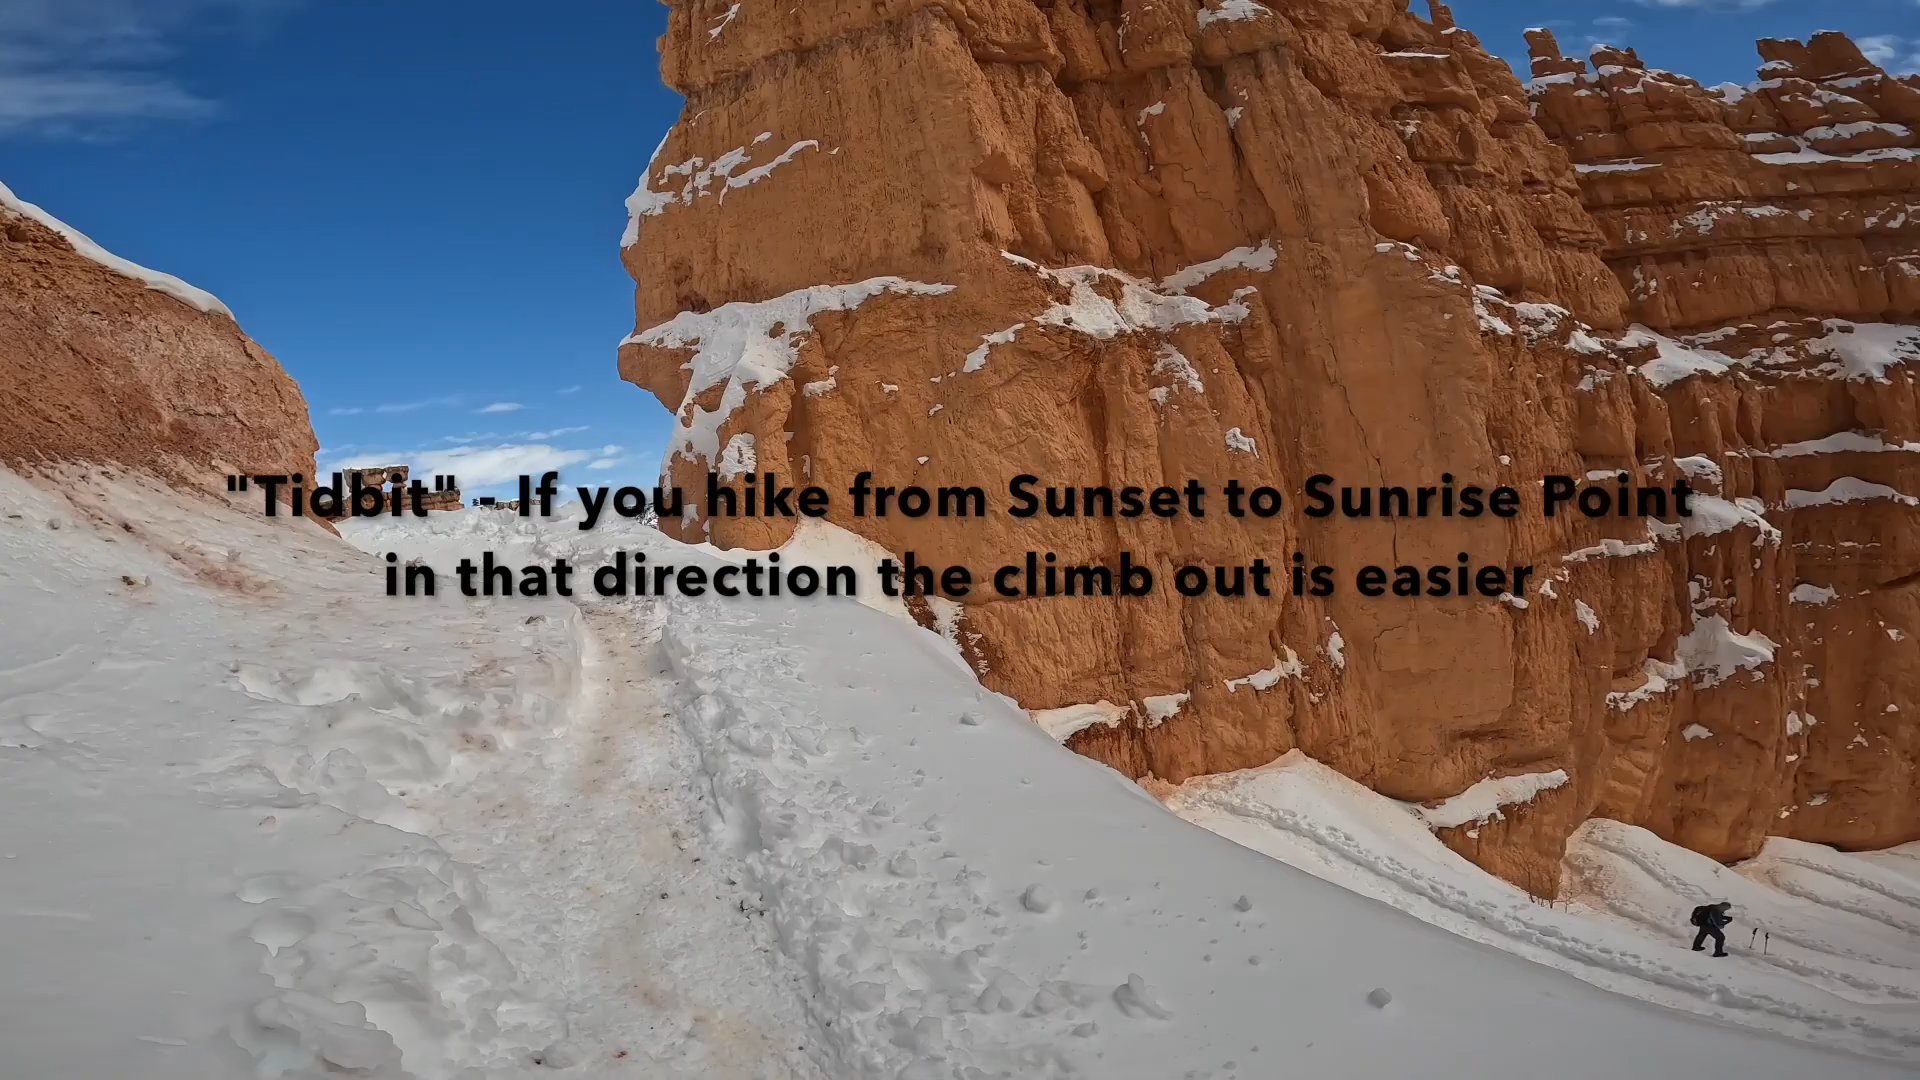 "Tidbit" - If you hike from Sunset to Sunrise Point
in that direction the climb out is easier